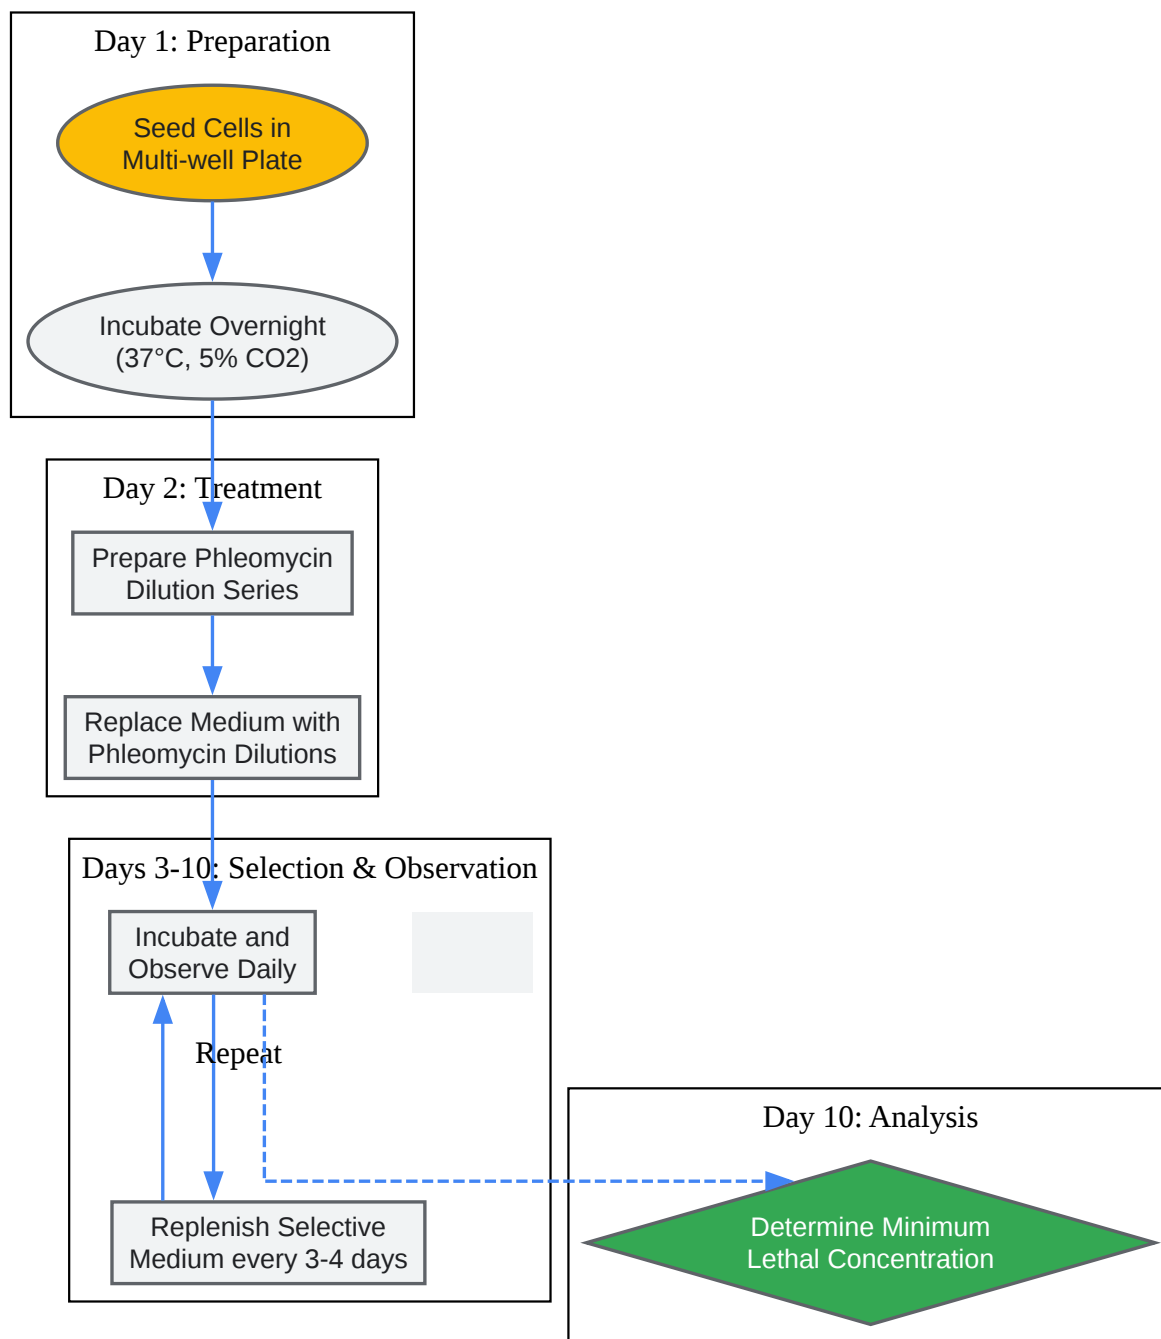 Day 1: Preparation
Seed Cells in
Multi-well Plate
Incubate Overnight
(37°C, 5% CO2)
Day 2: Treatment
Prepare Phleomycin
Dilution Series
Replace Medium with
Phleomycin Dilutions
Days 3-10: Selection & Observation
Incubate and
Observe Daily
Repeat
Replenish Selective
Medium every 3-4 days
Day 10: Analysis
Determine Minimum
Lethal Concentration